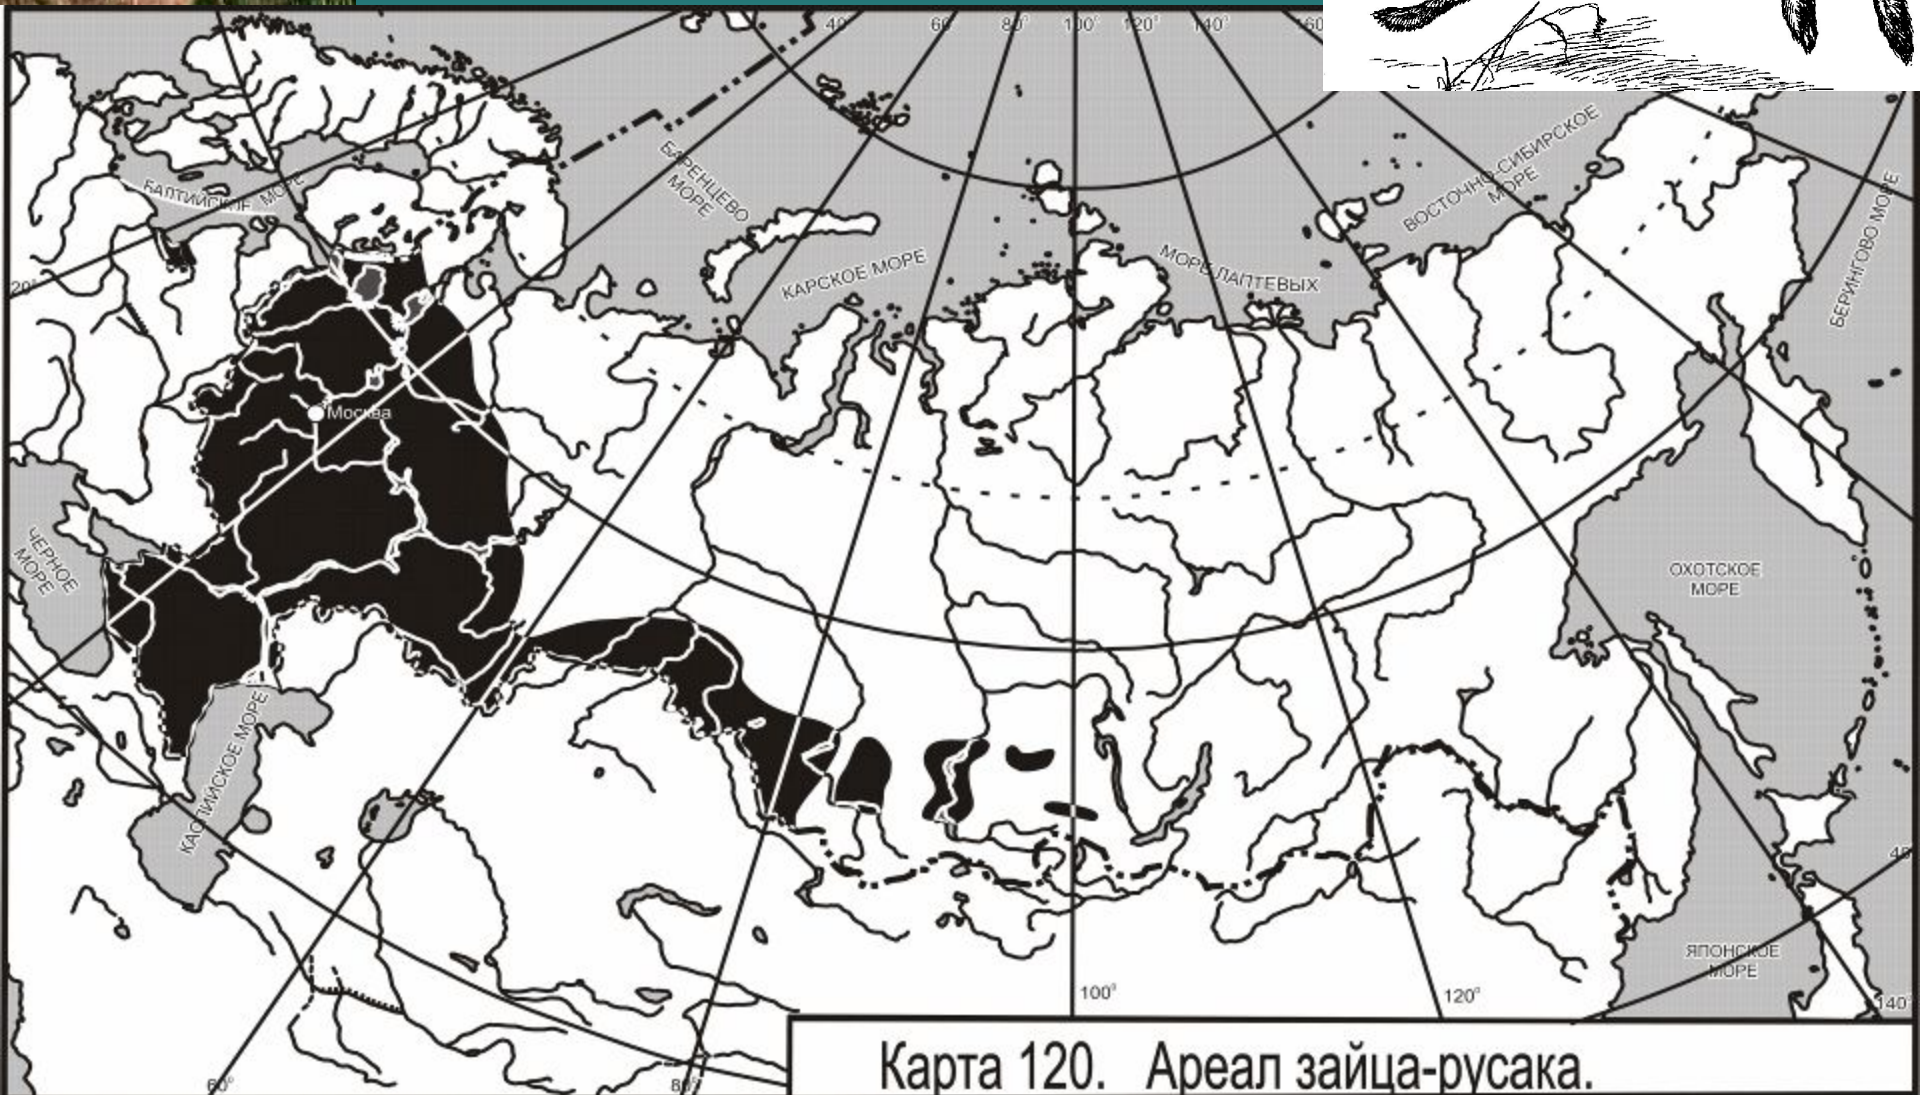 40°
60°
80°
100°
120°
140°
160
БАРЕНЦЕВО
МОРЕ
БАЛТИЙСКОЕ МОРЕ
ВОСТОЧНО-СИБИРСКОЕ
МОРЕ
БЕРИНГОВО МОРЕ
КАРСКОЕ МОРЕ
МОРЕ ЛАПТЕВЫХ
20°
Москва
ЧЕРНОЕ
МОРЕ
ОХОТСКОЕ
МОРЕ
КАСПИЙСКОЕ МОРЕ
40
ЯПОНСКОЕ
МОРЕ
100°
120°
140°
60°
80°
Карта 120. Ареал зайца-русака.